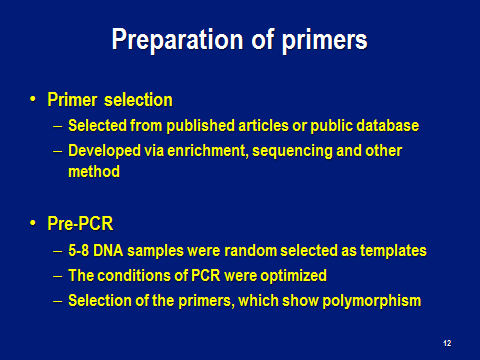 Preparation of primers
• Primer selection
– Selected from published articles or public database
– Developed via enrichment, sequencing and other
method
• Pre-PCR
– 5-8 DNA samples were random selected as templates
– The conditions of PCR were optimized
– Selection of the primers, which show polymorphism
12